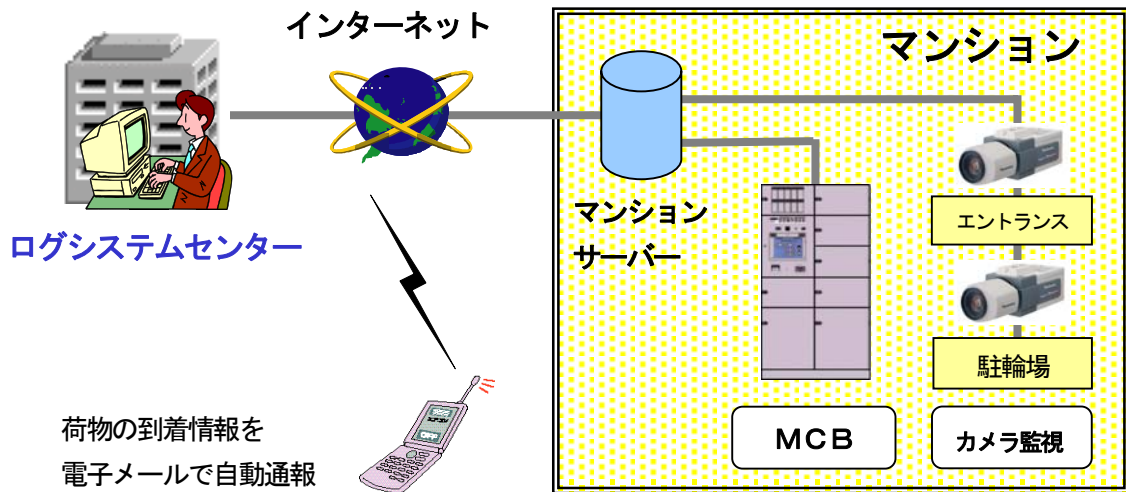 インターネット
マンション
マンション
サーバー
エントランス
駐輪場
MCB
カメラ監視
ログシステムセンター
荷物の到着情報を
電子メールで自動通報